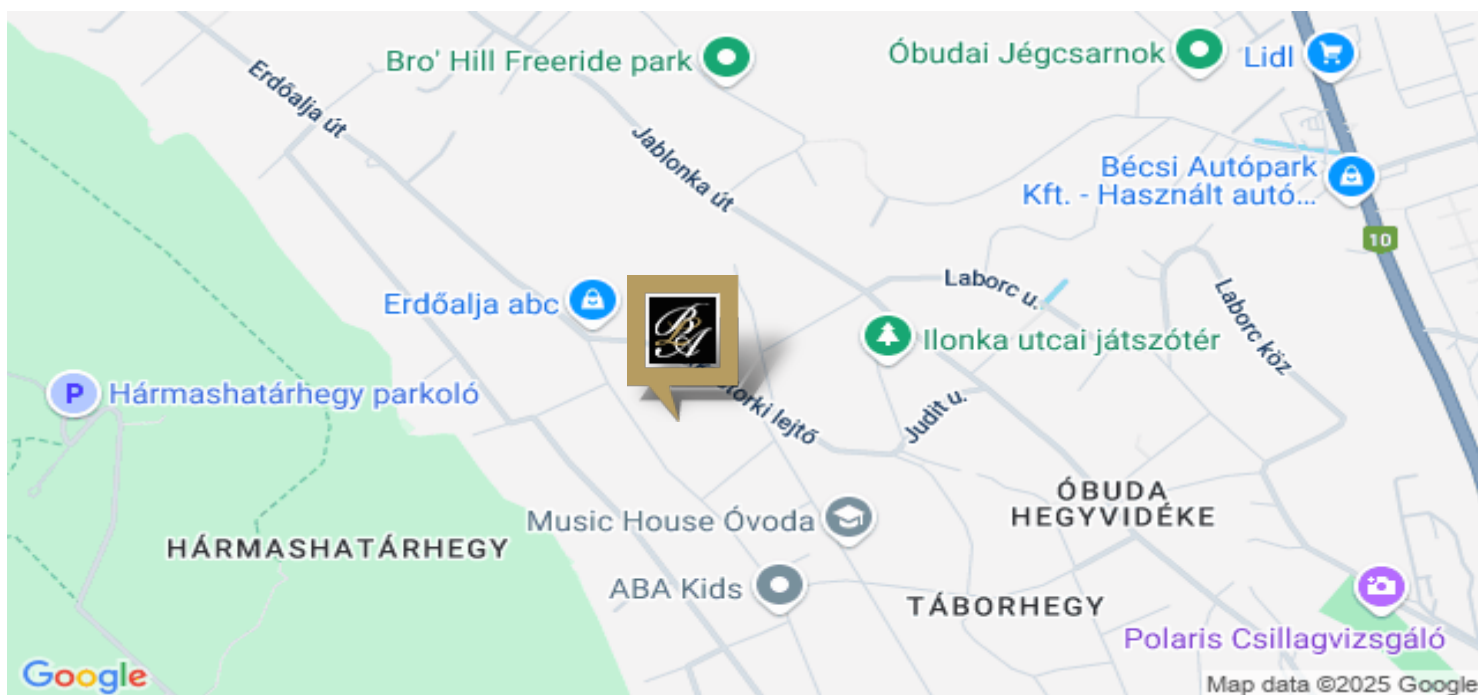 Bro' Hill Freeride park
Óbudai Jégcsarnok
Lidl
Erdőalja út
Jablonka út
Bécsi Autópark
Kft. - Használt autó...
10
Laborc u.
Laborc köz
Erdőalja abc
BA
Ilonka utcai játszótér
P
Hármashatárhegy parkoló
lejtő
Judit u.
ÓBUDA
HEGYVIDÉKE
Music House Óvoda
HÁRMASHATÁRHEGY
ABA Kids
TÁBORHEGY
Polaris Csillagvizsgáló
Google
Map data ©2025 Google